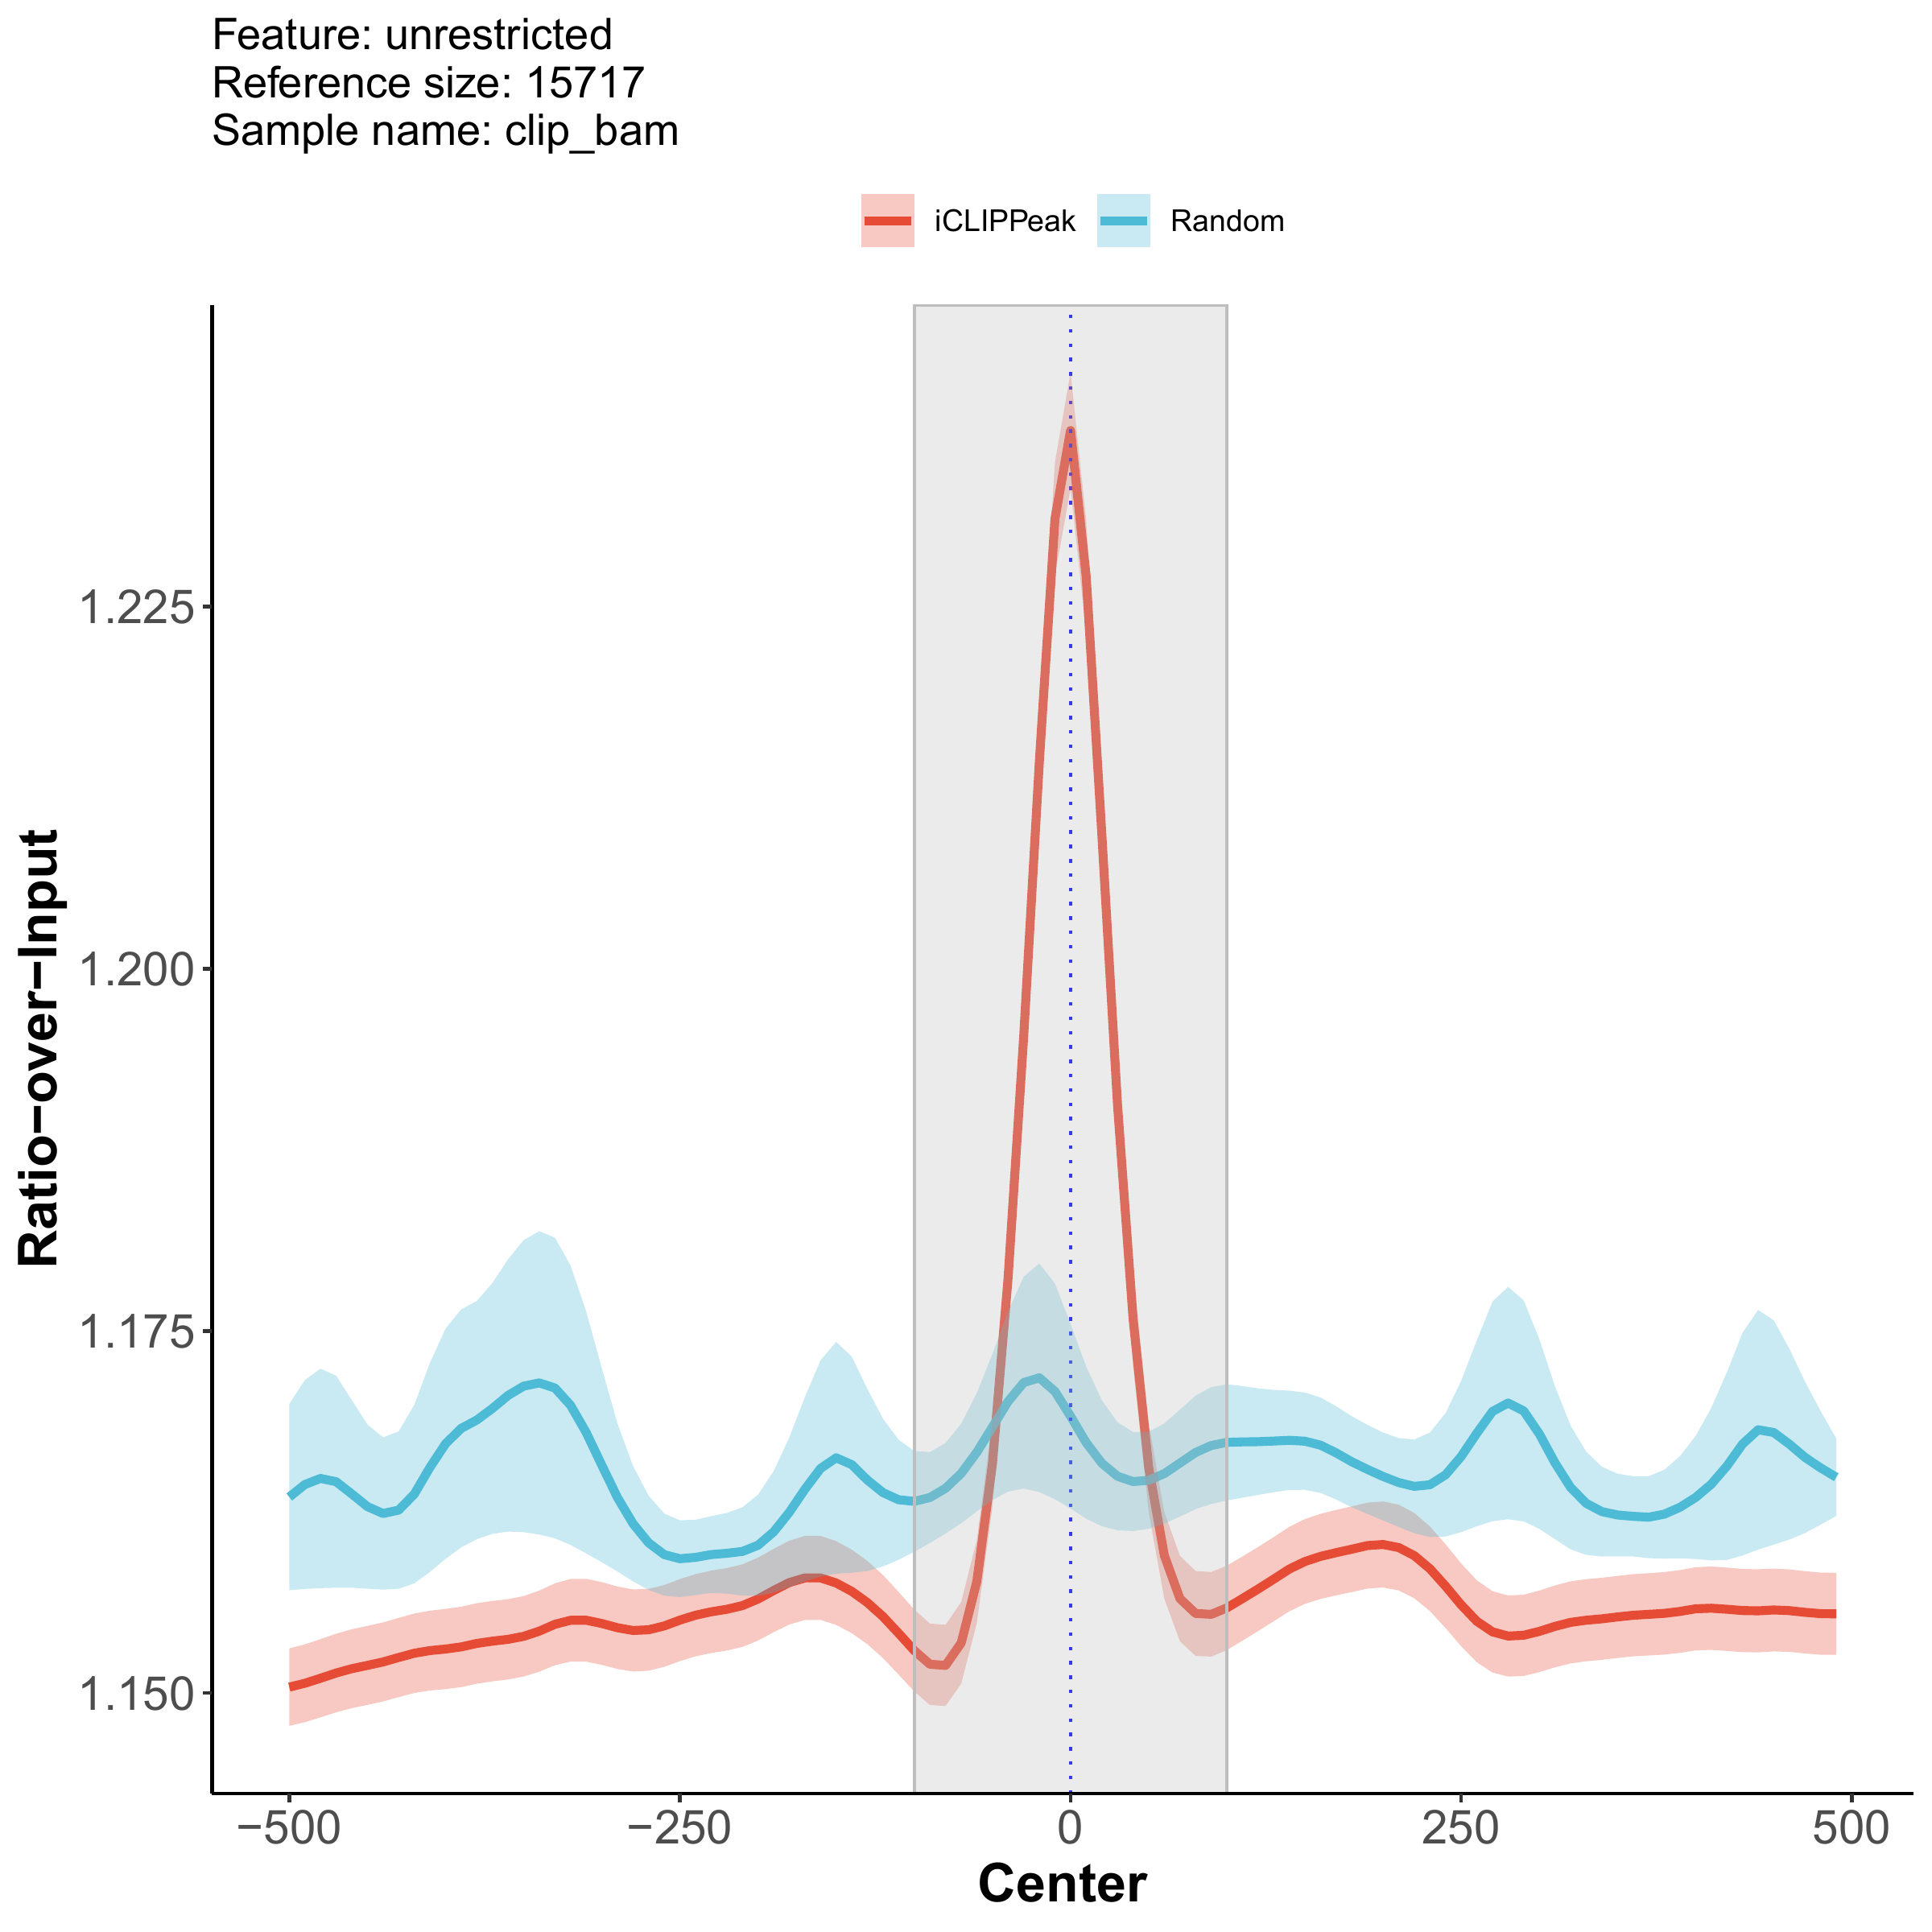 Feature: unrestricted
Reference size: 15717
Sample name: clip_bam
iCLIPPeak Random
Ratio−over−Input
1.225
1.200
1.175
1.150
−500 −250 0 250 500
Center